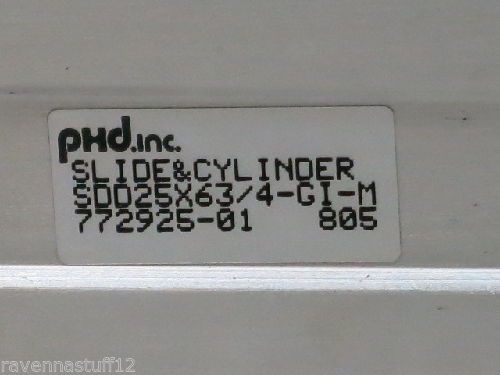 PHd.inc.
SLIDE&CYLINDER
SDD25X63/4-GI-M
772925-01 805
ravennastuff12